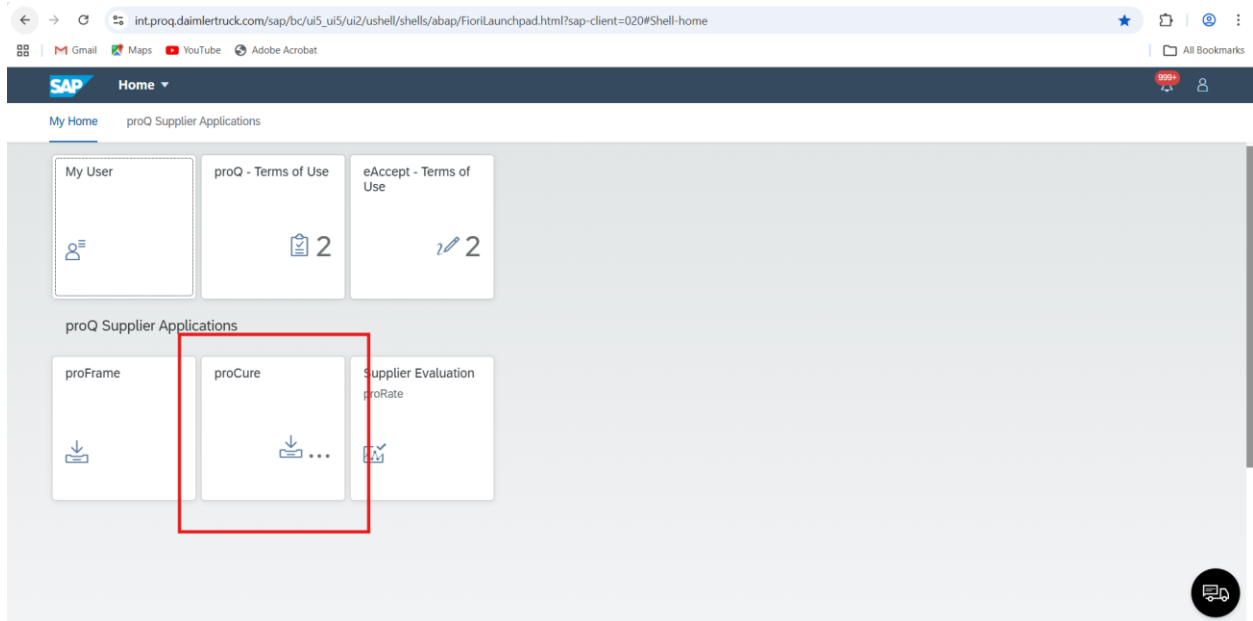 int.proq.daimlertruck.com/sap/bc/ui5_ui5/ui2/ushell/shells/abap/FioriLaunchpad.html?sap-client=020#Shell-home
Gmail Maps YouTube Adobe Acrobat All Bookmarks
SAP Home 999+
My Home proQ Supplier Applications
My User
proQ - Terms of Use
2
eAccept - Terms of
Use
2
proQ Supplier Applications
proFrame
proCure
...
Supplier Evaluation
proRate